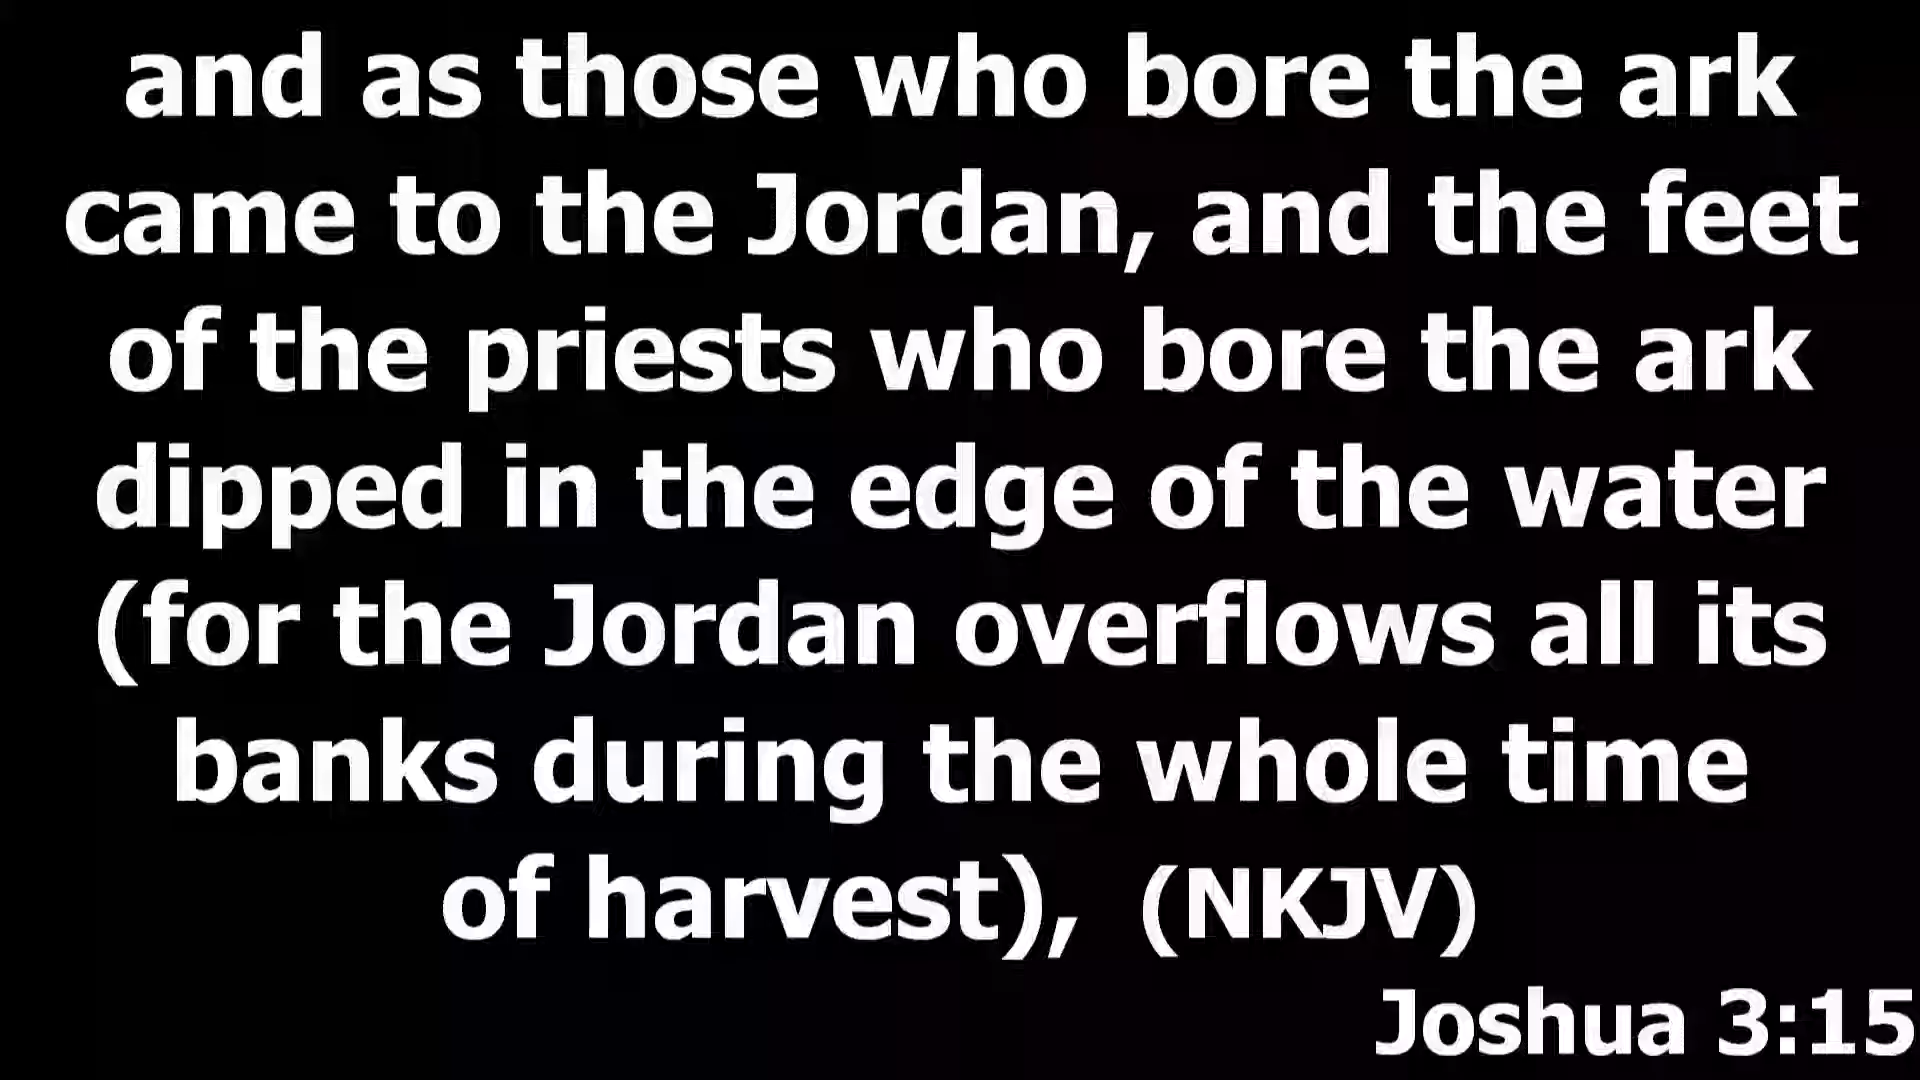 and as those who bore the ark
came to the Jordan, and the feet
of the priests who bore the ark
dipped in the edge of the water
(for the Jordan overflows all its
banks during the whole time
of harvest), (NKJV)
Joshua 3:15